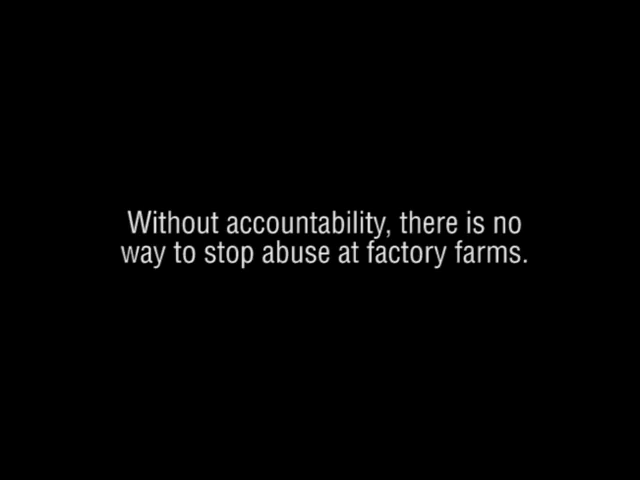 Without accountability, there is no
way to stop abuse at factory farms.